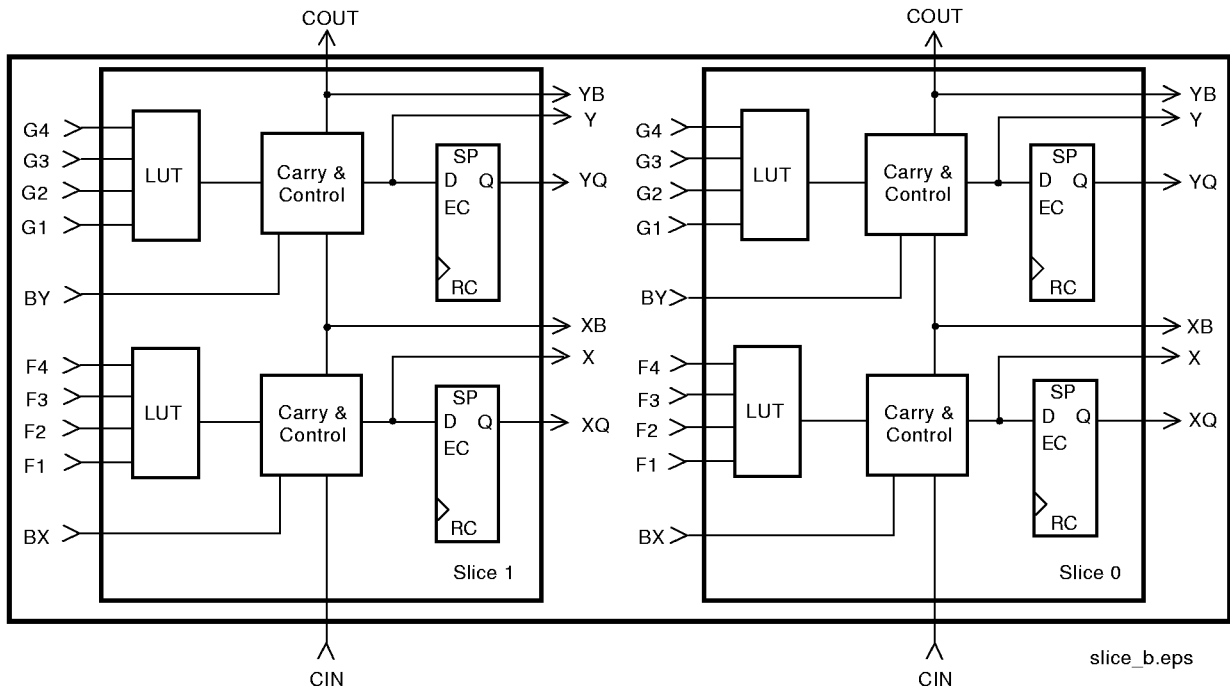 COUT
YB
Y
G4
G3
G2
G1
LUT
Carry &
Control
SP
D Q
EC
RC
YQ
BY
XB
X
F4
F3
F2
F1
LUT
Carry &
Control
SP
D Q
EC
RC
XQ
BX
Slice 1
CIN
COUT
YB
Y
G4
G3
G2
G1
LUT
Carry &
Control
SP
D Q
EC
RC
YQ
BY
XB
X
F4
F3
F2
F1
LUT
Carry &
Control
SP
D Q
EC
RC
XQ
BX
Slice 0
CIN
slice_b.eps